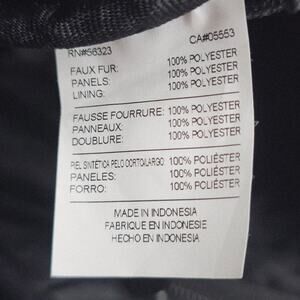 RN#56323 CA#05553
FAUX FUR: 100% POLYESTER
PANELS: 100% POLYESTER
LINING: 100% POLYESTER
FAUSSE FOURRURE: 100% POLYESTER
PANNEAUX: 100% POLYESTER
DOUBLURE: 100% POLYESTER
PIEL SINTÉTICA PELO CORTO/LARGO: 100% POLIÉSTER
PANELES: 100% POLIÉSTER
FORRO: 100% POLIÉSTER
MADE IN INDONESIA
FABRIQUE EN INDONESIE
HECHO EN INDONESIA